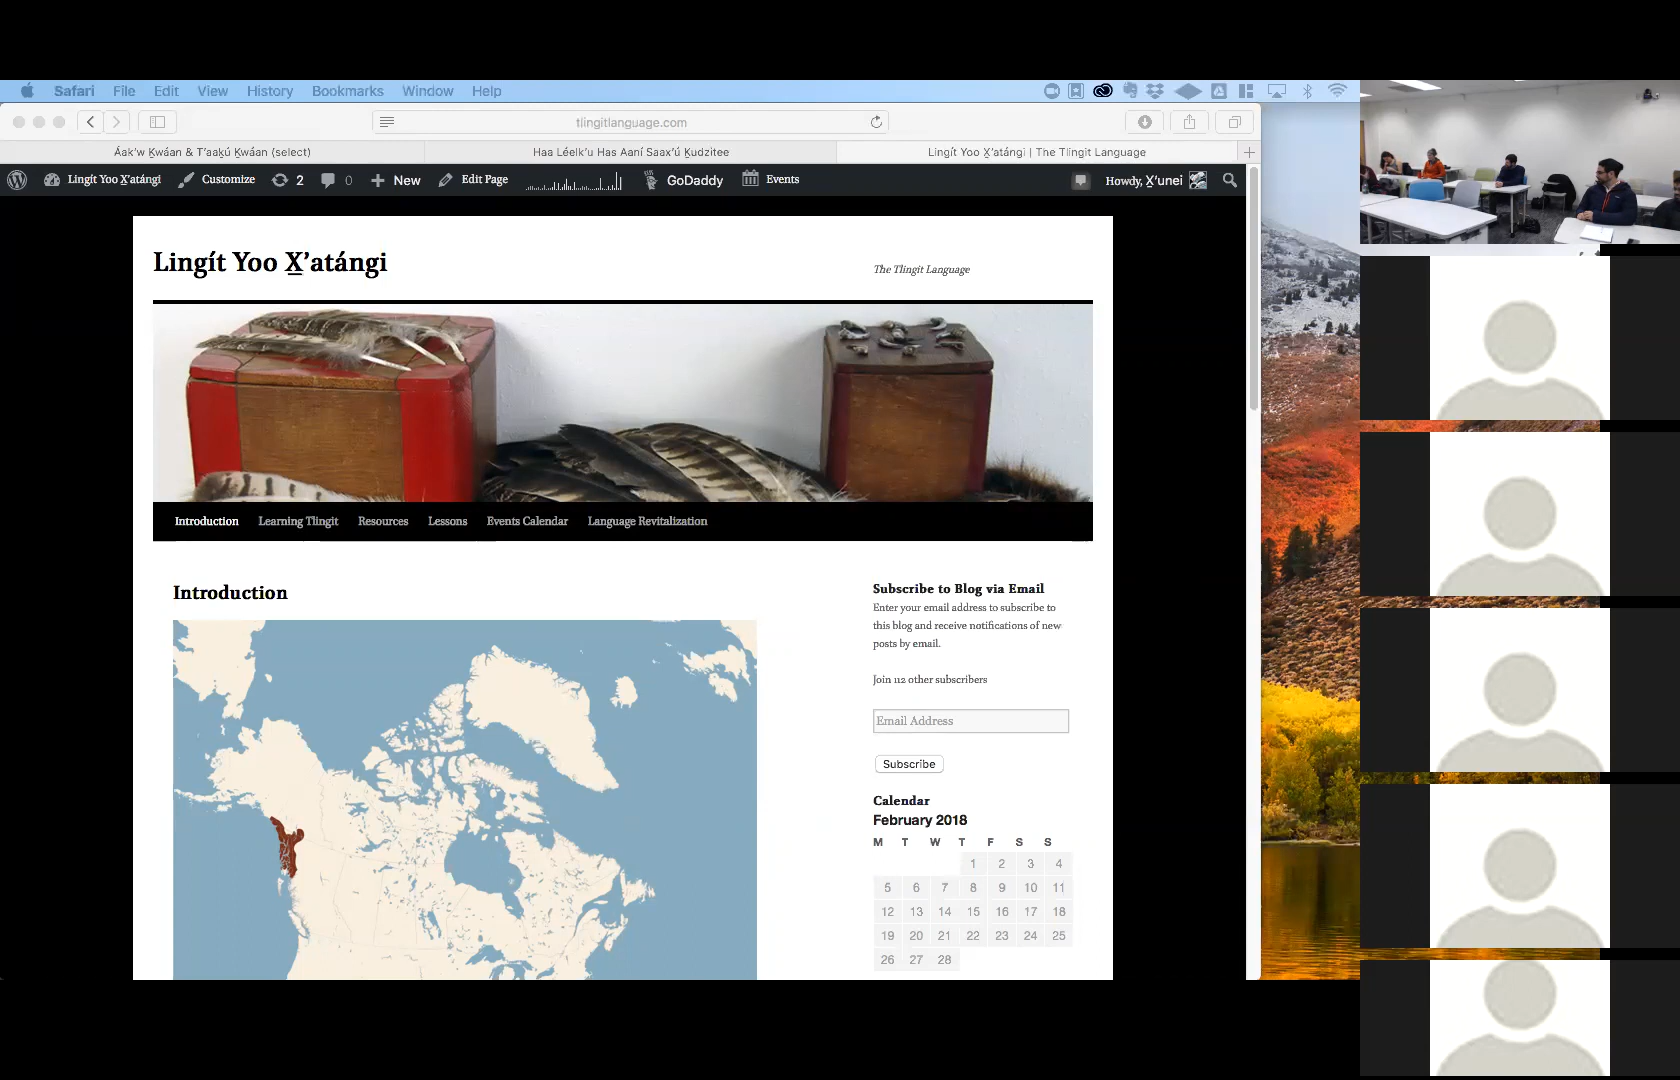 Safari File Edit View History Bookmarks Window Help
tlingitlanguage.com
Áak'w Ḵwáan & T'aaḵú Ḵwáan (select) Haa Léelk'u Has Aaní Saax'ú Ḵudzitee Lingít Yoo X̱'atángi | The Tlingit Language
Lingít Yoo X̱'atángi Customize 2 0 New Edit Page GoDaddy Events Howdy, X̱'unei
Lingít Yoo X̱’atángi
The Tlingit Language
Introduction Learning Tlingit Resources Lessons Events Calendar Language Revitalization
Introduction
Subscribe to Blog via Email
Enter your email address to subscribe to
this blog and receive notifications of new
posts by email.
Join 112 other subscribers
Email Address
Subscribe
Calendar
February 2018
M T W T F S S
1 2 3 4
5 6 7 8 9 10 11
12 13 14 15 16 17 18
19 20 21 22 23 24 25
26 27 28